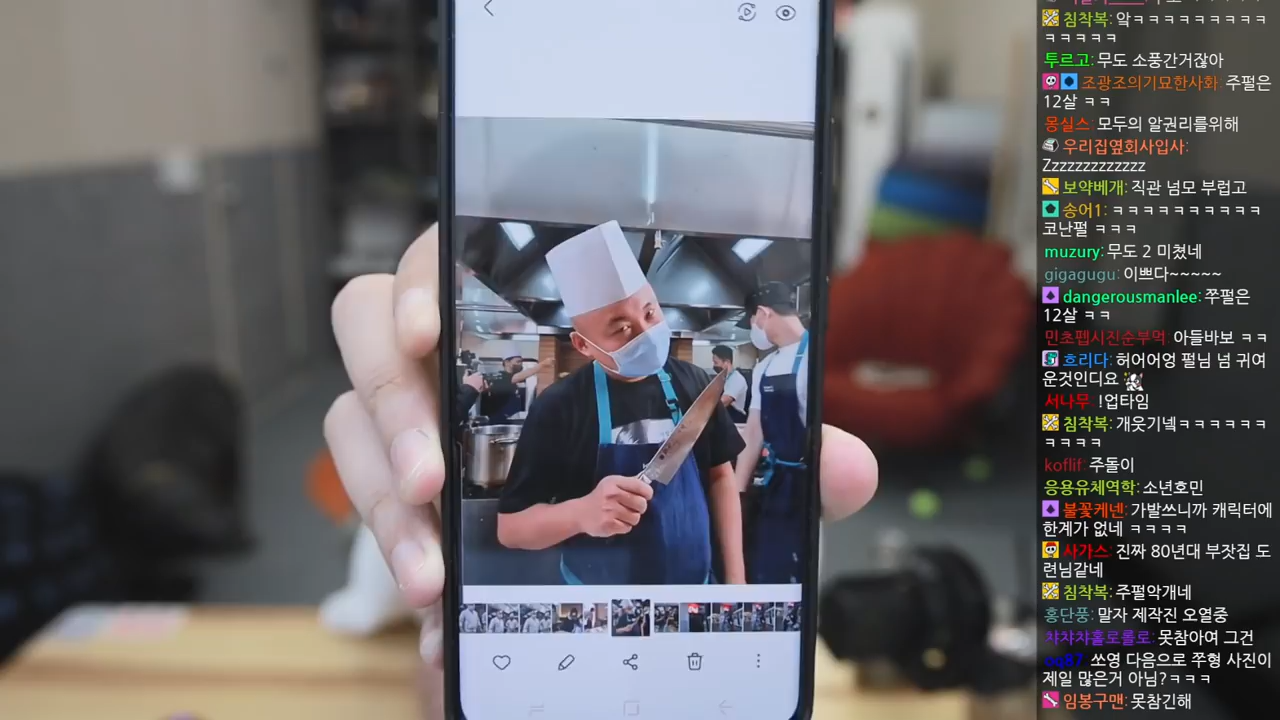 침착복: 앜ㅋㅋㅋㅋㅋㅋㅋㅋㅋ
ㅋㅋㅋㅋㅋ
투르고: 무도 소풍간거잖아
조광조의기묘한사화: 주펄은
12살 ㅋㅋ
몽실스: 모두의 알권리를위해
우리집옆회사입사:
Zzzzzzzzzzzzz
보약베개: 직관 넘모 부럽고
송어1: ㅋㅋㅋㅋㅋㅋㅋㅋㅋㅋ
코난펄 ㅋㅋㅋ
muzury: 무도 2 미쳤네
gigagugu: 이쁘다~~~~~
dangerousmanlee: 쭈펄은
12살 ㅋㅋ
민초펩시진순부먹: 아들바보 ㅋㅋ
흐리다: 허어어엉 펄님 넘 귀여
운것인디요
서나무: !업타임
침착복: 개웃기넼ㅋㅋㅋㅋㅋㅋ
ㅋㅋㅋㅋ
koflif: 주돌이
응용유체역학: 소년호민
불꽃케넨: 가발쓰니까 캐릭터에
한계가 없네 ㅋㅋㅋㅋ
사가스: 진짜 80년대 부잣집 도
련님같네
침착복: 주펄악개네
홍단풍: 말자 제작진 오열중
챠챠챠홀로롤로: 못참아여 그건
oq87: 쏘영 다음으로 쭈형 사진이
제일 많은거 아님?ㅋㅋㅋ
임봉구맨: 못참긴해